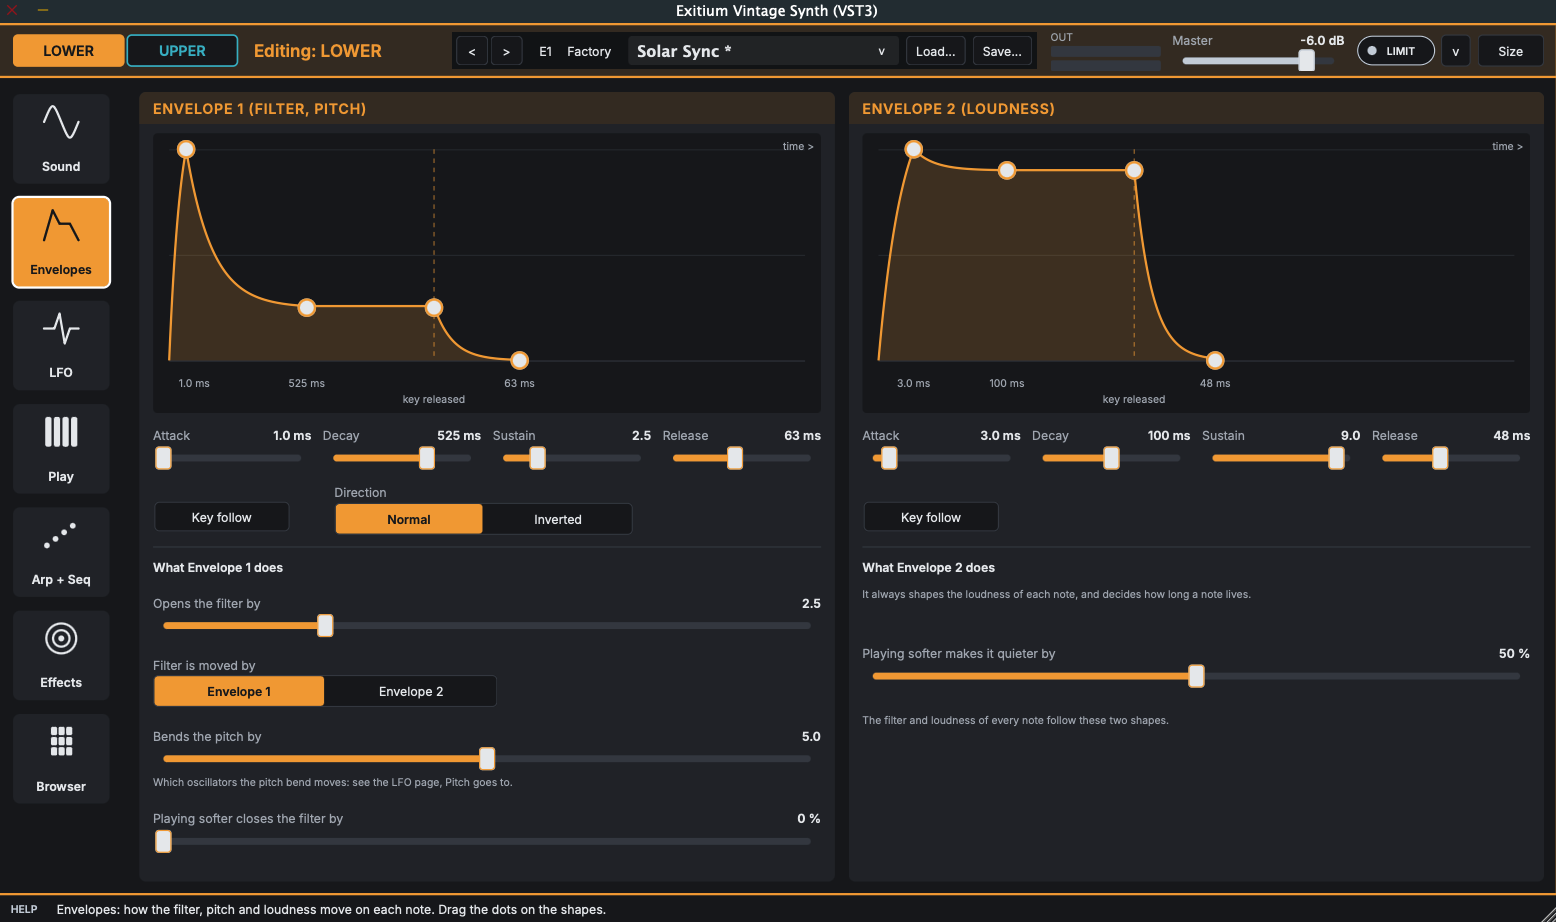 Exitium Vintage Synth (VST3)
LOWER
UPPER
Editing: LOWER
<
>
E1
Factory
Solar Sync *
v
Load...
Save...
OUT
Master
-6.0 dB
LIMIT
v
Size
Sound
Envelopes
LFO
Play
Arp + Seq
Effects
Browser
ENVELOPE 1 (FILTER, PITCH)
time >
1.0 ms
525 ms
63 ms
key released
Attack 1.0 ms
Decay 525 ms
Sustain 2.5
Release 63 ms
Key follow
Direction
Normal
Inverted
What Envelope 1 does
Opens the filter by 2.5
Filter is moved by
Envelope 1
Envelope 2
Bends the pitch by 5.0
Which oscillators the pitch bend moves: see the LFO page, Pitch goes to.
Playing softer closes the filter by 0 %
ENVELOPE 2 (LOUDNESS)
time >
3.0 ms
100 ms
48 ms
key released
Attack 3.0 ms
Decay 100 ms
Sustain 9.0
Release 48 ms
Key follow
What Envelope 2 does
It always shapes the loudness of each note, and decides how long a note lives.
Playing softer makes it quieter by 50 %
The filter and loudness of every note follow these two shapes.
HELP
Envelopes: how the filter, pitch and loudness move on each note. Drag the dots on the shapes.